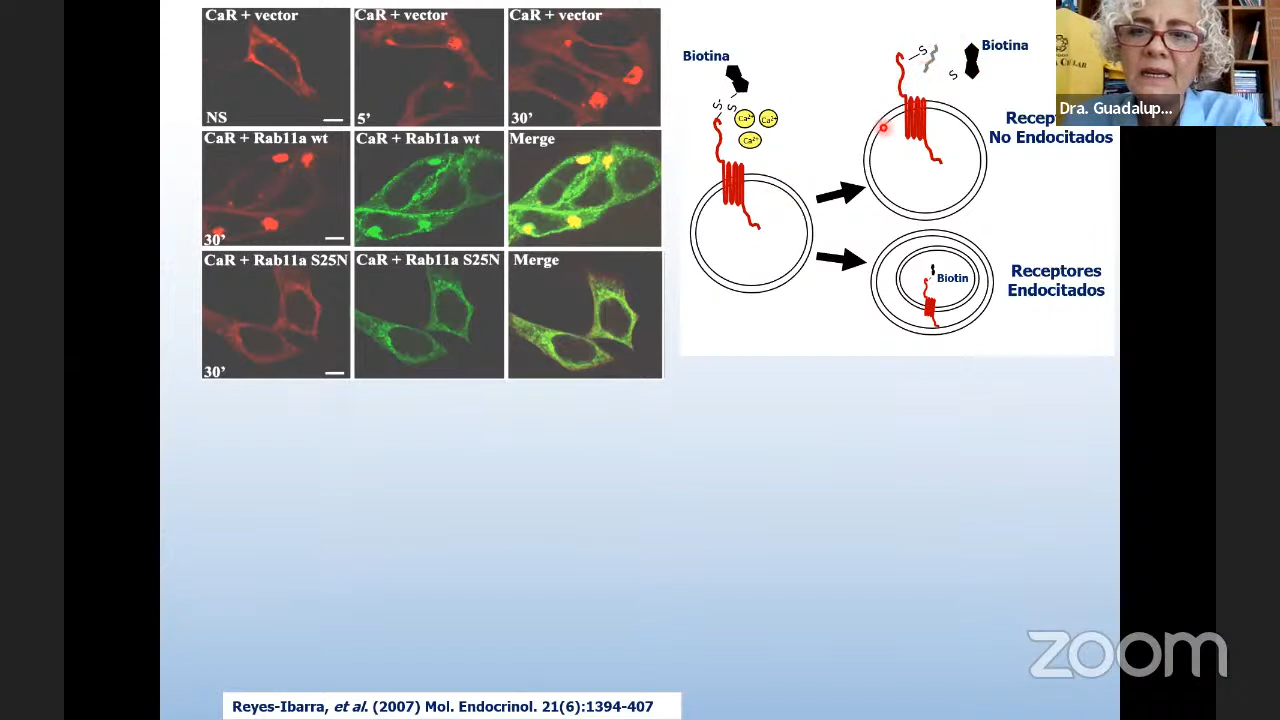 CaR + vector
CaR + vector
CaR + vector
NS
5’
30’
CaR + Rab11a wt
CaR + Rab11a wt
Merge
30’
CaR + Rab11a S25N
CaR + Rab11a S25N
Merge
30’
Biotina
S
S
Ca²⁺
Ca²⁺
Ca²⁺
S
S
Biotina
No Endocitados
Biotin
Receptores
Endocitados
Dra. Guadalup...
zoom
Reyes-Ibarra, et al. (2007) Mol. Endocrinol. 21(6):1394-407